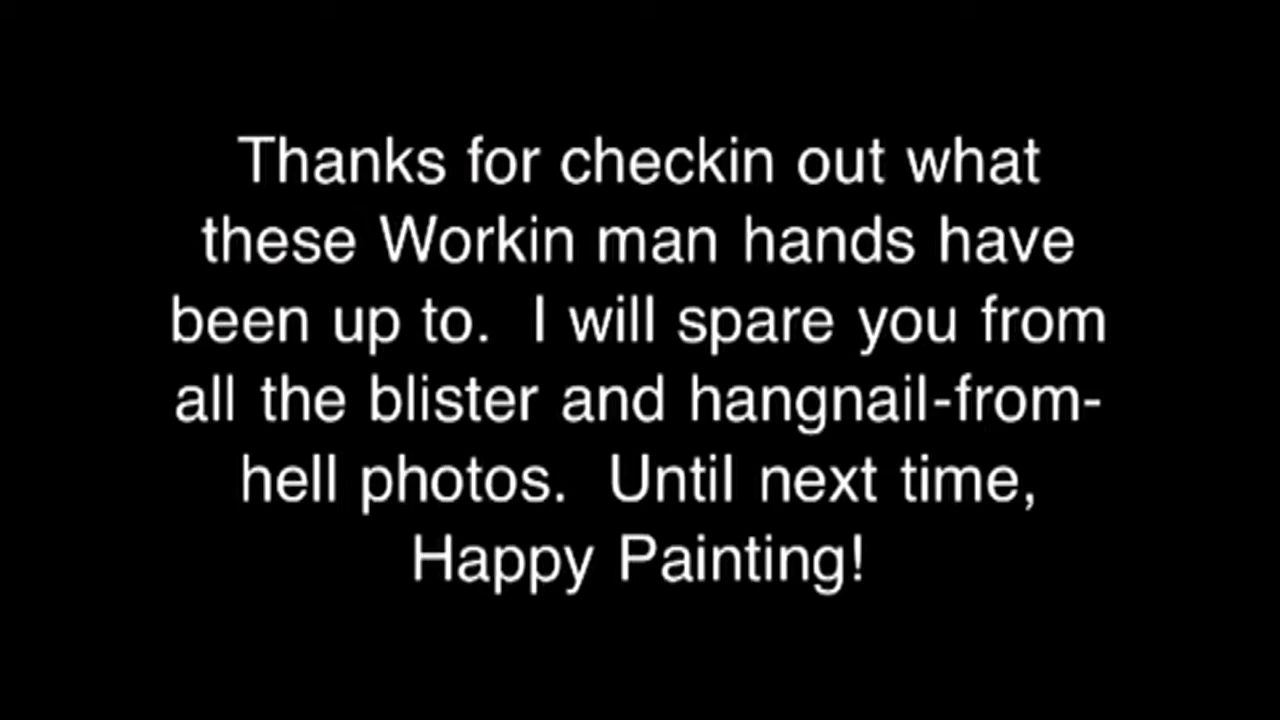 Thanks for checkin out what
these Workin man hands have
been up to.  I will spare you from
all the blister and hangnail-from-
hell photos.  Until next time,
Happy Painting!